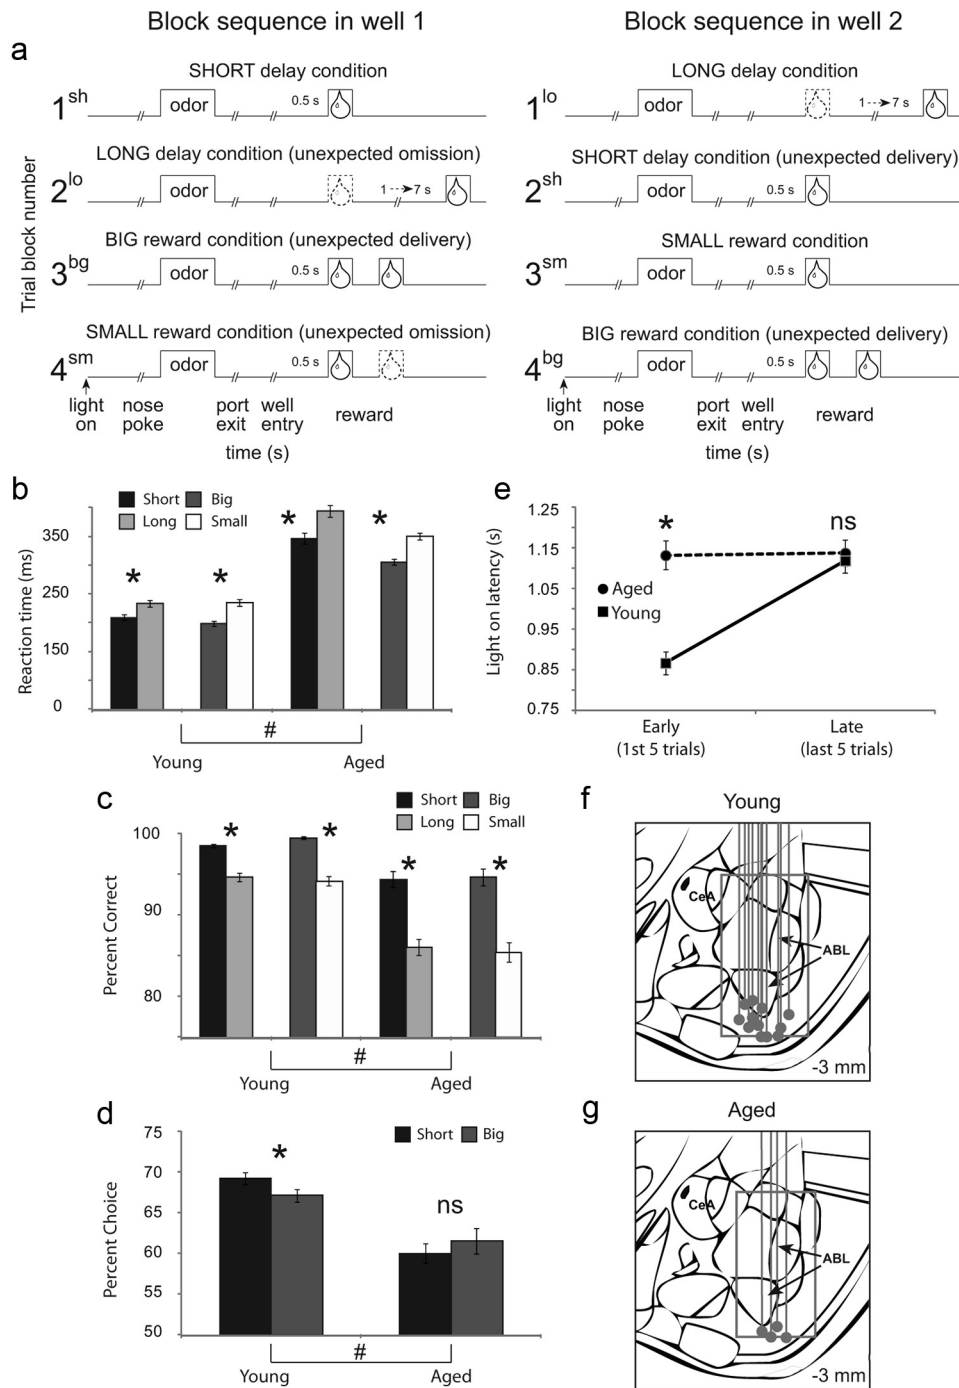 Block sequence in well 1
Block sequence in well 2
a
Trial block number
SHORT delay condition
1sh
odor
0.5 s
LONG delay condition (unexpected omission)
2lo
odor
1 7 s
BIG reward condition (unexpected delivery)
3bg
odor
0.5 s
SMALL reward condition (unexpected omission)
4sm
odor
0.5 s
light on
nose poke
port exit
well entry
reward
time (s)
LONG delay condition
1lo
odor
1 7 s
SHORT delay condition (unexpected delivery)
2sh
odor
0.5 s
SMALL reward condition
3sm
odor
0.5 s
BIG reward condition (unexpected delivery)
4bg
odor
0.5 s
light on
nose poke
port exit
well entry
reward
time (s)
b
Short Big
Long Small
Reaction time (ms)
350
250
150
0
* * * *
#
Young Aged
c
Short Big
Long Small
Percent Correct
100
90
80
* * * *
#
Young Aged
d
Short Big
Percent Choice
75
70
65
60
55
50
* ns
#
Young Aged
e
Light on latency (s)
1.25
1.15
1.05
0.95
0.85
0.75
* ns
Aged
Young
Early Late
(1st 5 trials) (last 5 trials)
f
Young
CeA
ABL
-3 mm
g
Aged
CeA
ABL
-3 mm